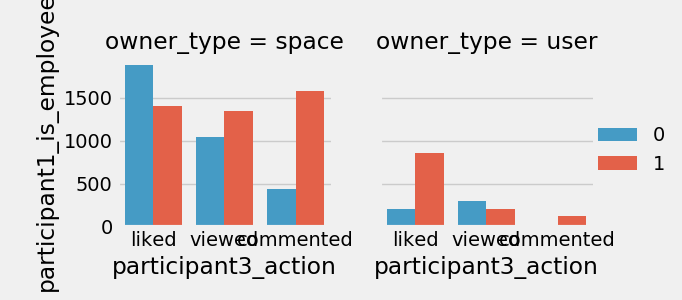 owner_type = space
owner_type = user
participant1_is_employee
1500
1000
500
0
liked
viewed
commented
liked
viewed
commented
participant3_action
participant3_action
0
1